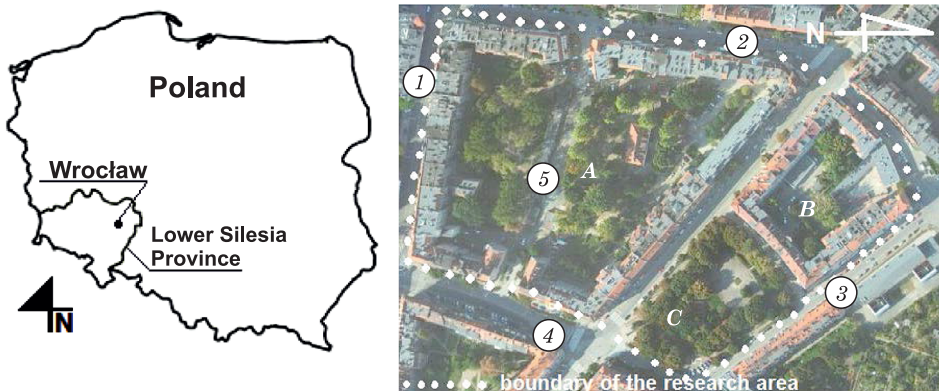 Poland
Wrocław
Lower Silesia
Province
N
N
1
2
3
4
5
A
B
C
boundary of the research area